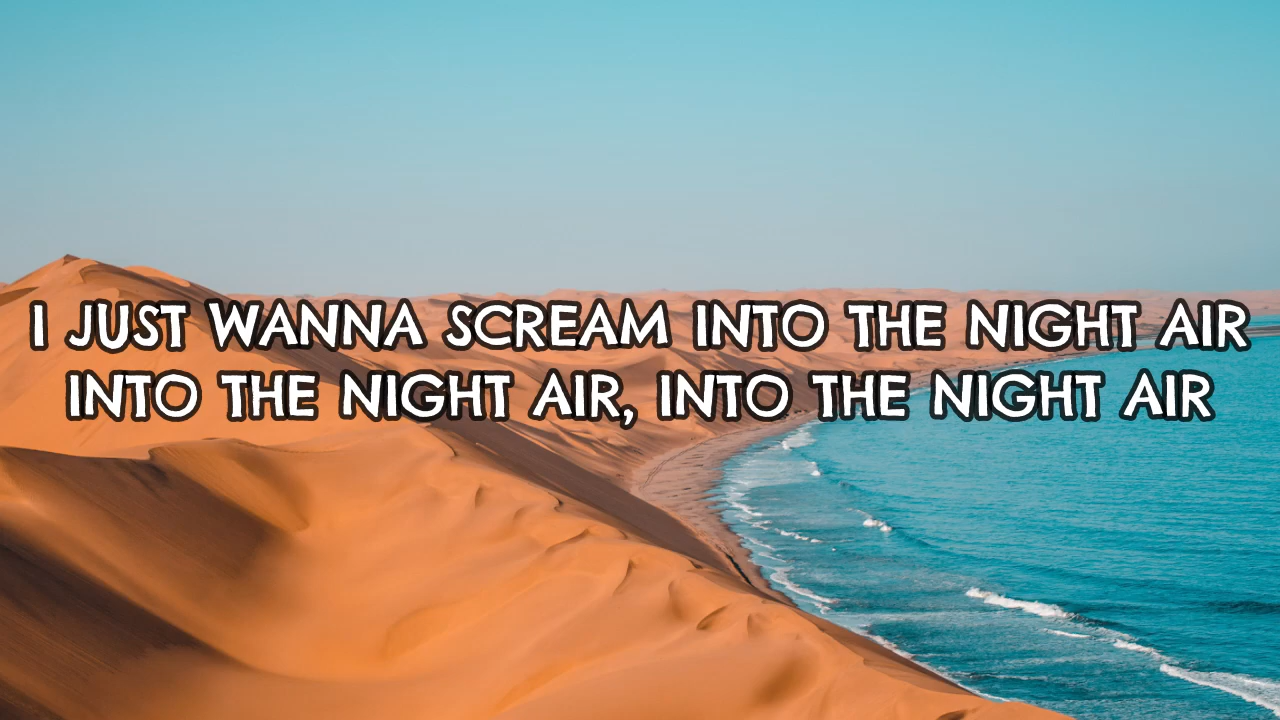 I JUST WANNA SCREAM INTO THE NIGHT AIR
INTO THE NIGHT AIR, INTO THE NIGHT AIR